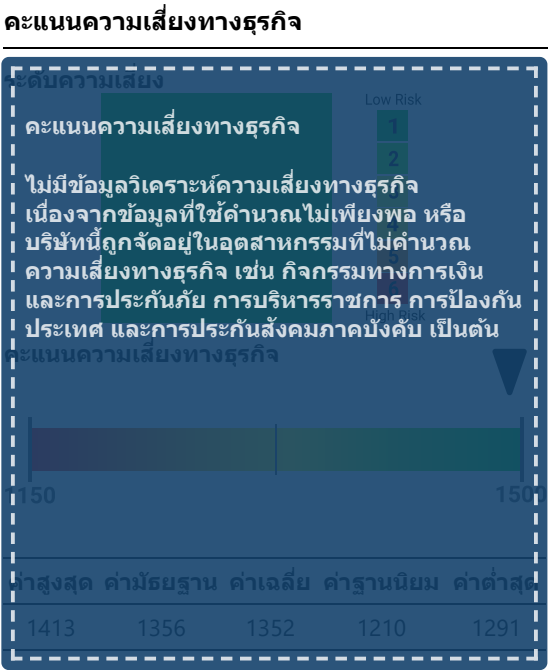 คะแนนความเสี่ยงทางธุรกิจ
ระดับความเสี่ยง
Low Risk
1
คะแนนความเสี่ยงทางธุรกิจ
2
ไม่มีข้อมูลวิเคราะห์ความเสี่ยงทางธุรกิจ
เนื่องจากข้อมูลที่ใช้คำนวณไม่เพียงพอ หรือ
บริษัทนี้ถูกจัดอยู่ในอุตสาหกรรมที่ไม่คำนวณ
ความเสี่ยงทางธุรกิจ เช่น กิจกรรมทางการเงิน
และการประกันภัย การบริหารราชการ การป้องกัน
ประเทศ และการประกันสังคมภาคบังคับ เป็นต้น
6
High Risk
คะแนนความเสี่ยงทางธุรกิจ
1150 1500
ค่าสูงสุด ค่ามัธยฐาน ค่าเฉลี่ย ค่าฐานนิยม ค่าต่ำสุด
1413 1356 1352 1210 1291